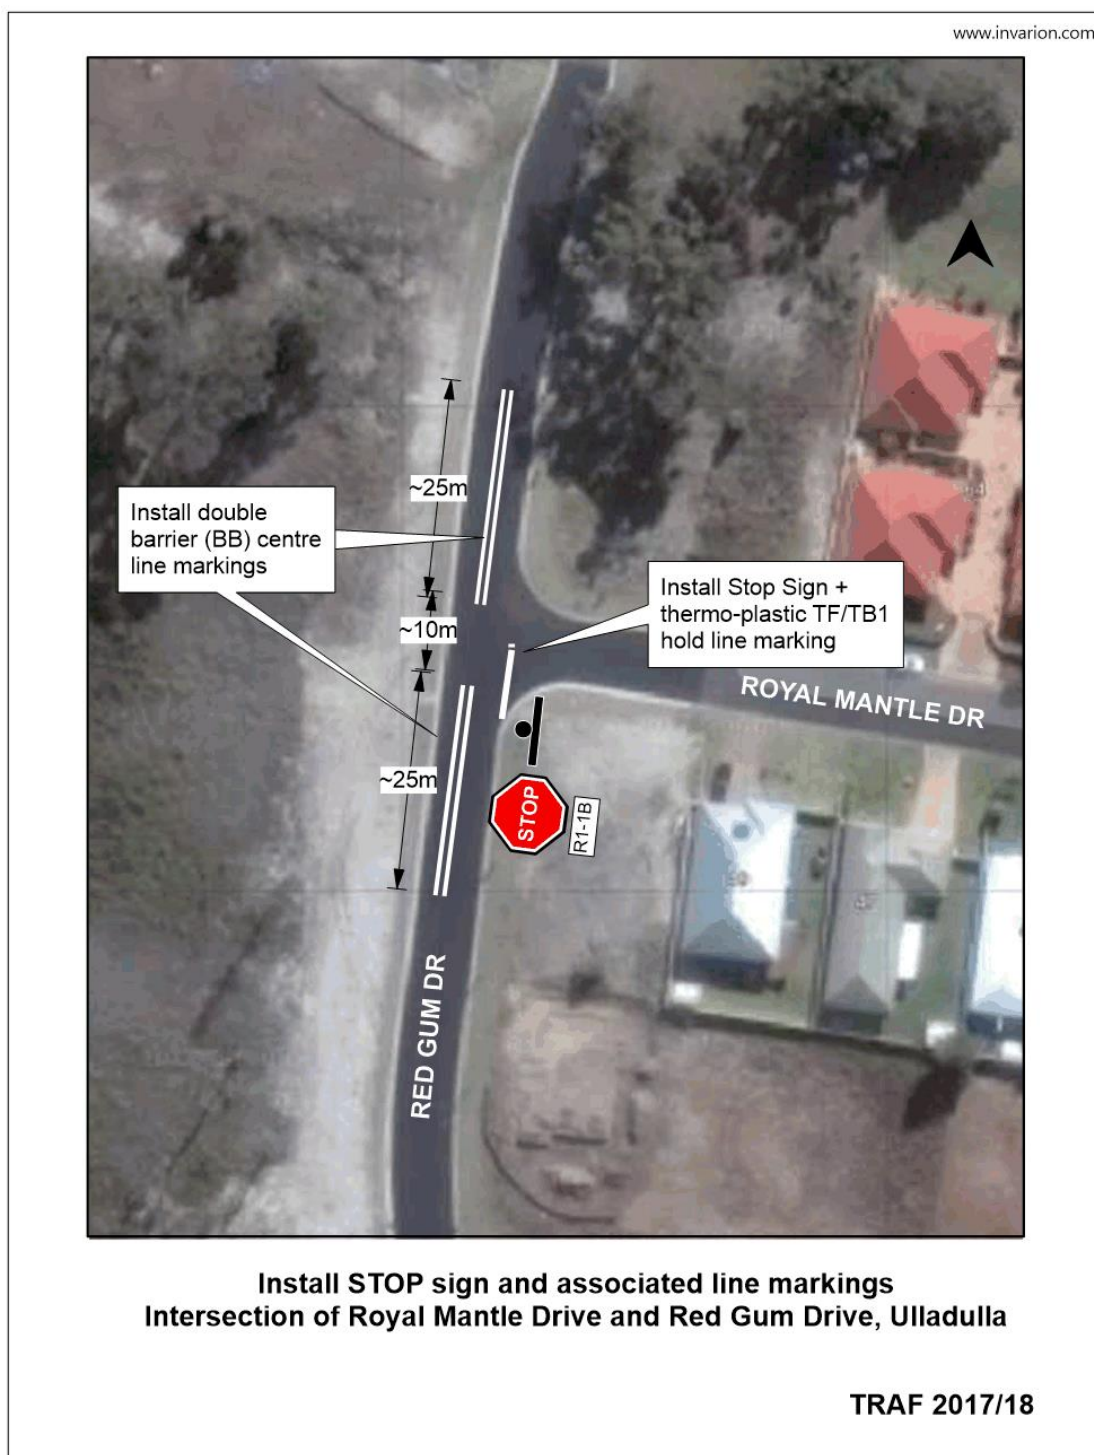 www.invarion.com
~25m
Install double
barrier (BB) centre
line markings
Install Stop Sign +
thermo-plastic TF/TB1
hold line marking
~10m
ROYAL MANTLE DR
~25m
STOP
R1-1B
RED GUM DR
Install STOP sign and associated line markings
Intersection of Royal Mantle Drive and Red Gum Drive, Ulladulla
TRAF 2017/18